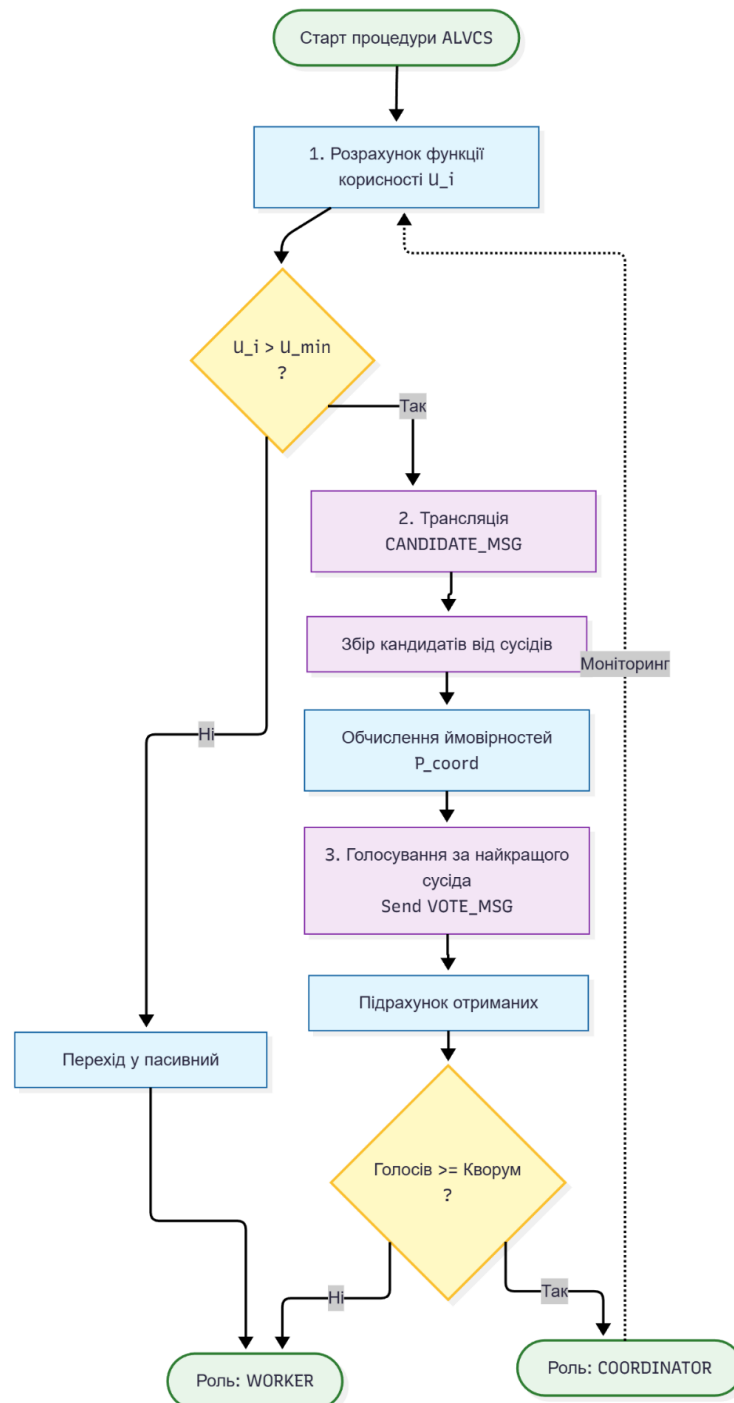 Старт процедури ALVCS
1. Розрахунок функції
корисності U_i
U_i > U_min
?
Так
2. Трансляція
CANDIDATE_MSG
Збір кандидатів від сусідів
Моніторинг
Обчислення ймовірностей
P_coord
Ні
3. Голосування за найкращого
сусіда
Send VOTE_MSG
Підрахунок отриманих
Перехід у пасивний
Голосів >= Кворум
?
Ні
Так
Роль: WORKER
Роль: COORDINATOR